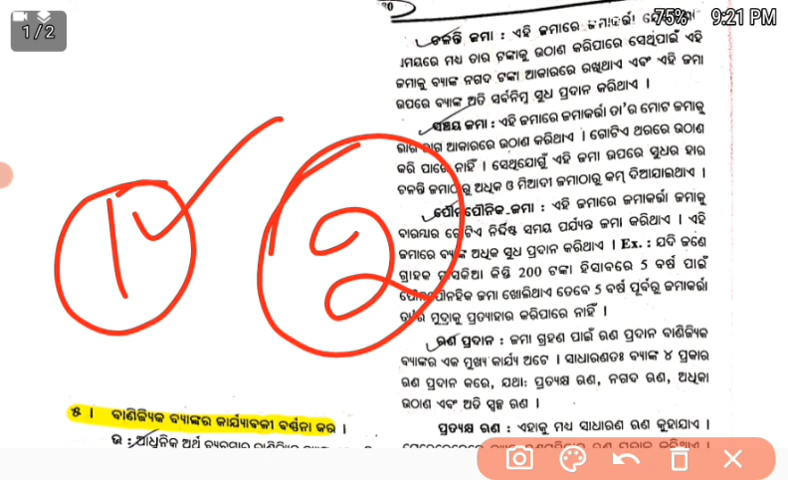 1/2
75% 9:21 PM
1
2
୫ । ବାଣିଜ୍ୟିକ ବ୍ୟାଙ୍କର କାର୍ଯ୍ୟାବଳୀ ବର୍ଣ୍ଣନା କର ।
ଉ : ଆଧୁନିକ ଅର୍ଥ
ଚଳନ୍ତି ଜମା : ଏହି ଜମାରେ ଜମାକର୍ତ୍ତା
ସମୟରେ ମଧ୍ୟ ତାର ଟଙ୍କାକୁ ଉଠାଣ କରିପାରେ ସେଥିପାଇଁ ଏହି
ଜମାକୁ ବ୍ୟାଙ୍କ ନଗଦ ଟଙ୍କା ଆକାରରେ ରଖିଥାଏ ଏବଂ ଏହି ଜମା
ଉପରେ ବ୍ୟାଙ୍କ ଅତି ସର୍ବନିମ୍ନ ସୁଧ ପ୍ରଦାନ କରିଥାଏ ।
ସଞ୍ଚୟ ଜମା : ଏହି ଜମାରେ ଜମାକର୍ତ୍ତା ତା'ର ମୋଟ ଜମାକୁ
ଭାଗ ଭାଗ ଆକାରରେ ଉଠାଣ କରିଥାଏ । ଗୋଟିଏ ଥରରେ ଉଠାଣ
କରି ପାରେ ନାହିଁ । ସେଥିଯୋଗୁଁ ଏହି ଜମା ଉପରେ ସୁଧର ହାର
ଚଳନ୍ତି ଜମାଠାରୁ ଅଧିକ ଓ ମିଆଦୀ ଜମାଠାରୁ କମ୍ ଦିଆଯାଇଥାଏ ।
ପୌନଃପୌନିକ ଜମା : ଏହି ଜମାରେ ଜମାକର୍ତ୍ତା ଜମାକୁ
ବାରମ୍ବାର ଗୋଟିଏ ନିର୍ଦ୍ଦିଷ୍ଟ ସମୟ ପର୍ଯ୍ୟନ୍ତ ଜମା କରିଥାଏ । ଏହି
ଜମାରେ ବ୍ୟାଙ୍କ ଅଧିକ ସୁଧ ପ୍ରଦାନ କରିଥାଏ । Ex. : ଯଦି ଜଣେ
ଗ୍ରାହକ ମାସିକିଆ କିସ୍ତି 200 ଟଙ୍କା ହିସାବରେ 5 ବର୍ଷ ପାଇଁ
ଜମା ଖୋଲିଥାଏ ତେବେ 5 ବର୍ଷ ପୂର୍ବରୁ ଜମାକର୍ତ୍ତା
ତା'ର ମୁଦ୍ରାକୁ ପ୍ରତ୍ୟାହାର କରିପାରେ ନାହିଁ ।
ଋଣ ପ୍ରଦାନ : ଜମା ଗ୍ରହଣ ପାଇଁ ଋଣ ପ୍ରଦାନ ବାଣିଜ୍ୟିକ
ବ୍ୟାଙ୍କର ଏକ ମୁଖ୍ୟ କାର୍ଯ୍ୟ ଅଟେ । ସାଧାରଣତଃ ବ୍ୟାଙ୍କ ୪ ପ୍ରକାର
ଋଣ ପ୍ରଦାନ କରେ, ଯଥା: ପ୍ରତ୍ୟକ୍ଷ ଋଣ, ନଗଦ ଋଣ, ଅଧିକା
ଉଠାଣ ଏବଂ ଅତି ସ୍ୱଳ୍ପ ଋଣ ।
ପ୍ରତ୍ୟକ୍ଷ ଋଣ : ଏହାକୁ ମଧ୍ୟ ସାଧାରଣ ଋଣ କୁହାଯାଏ ।